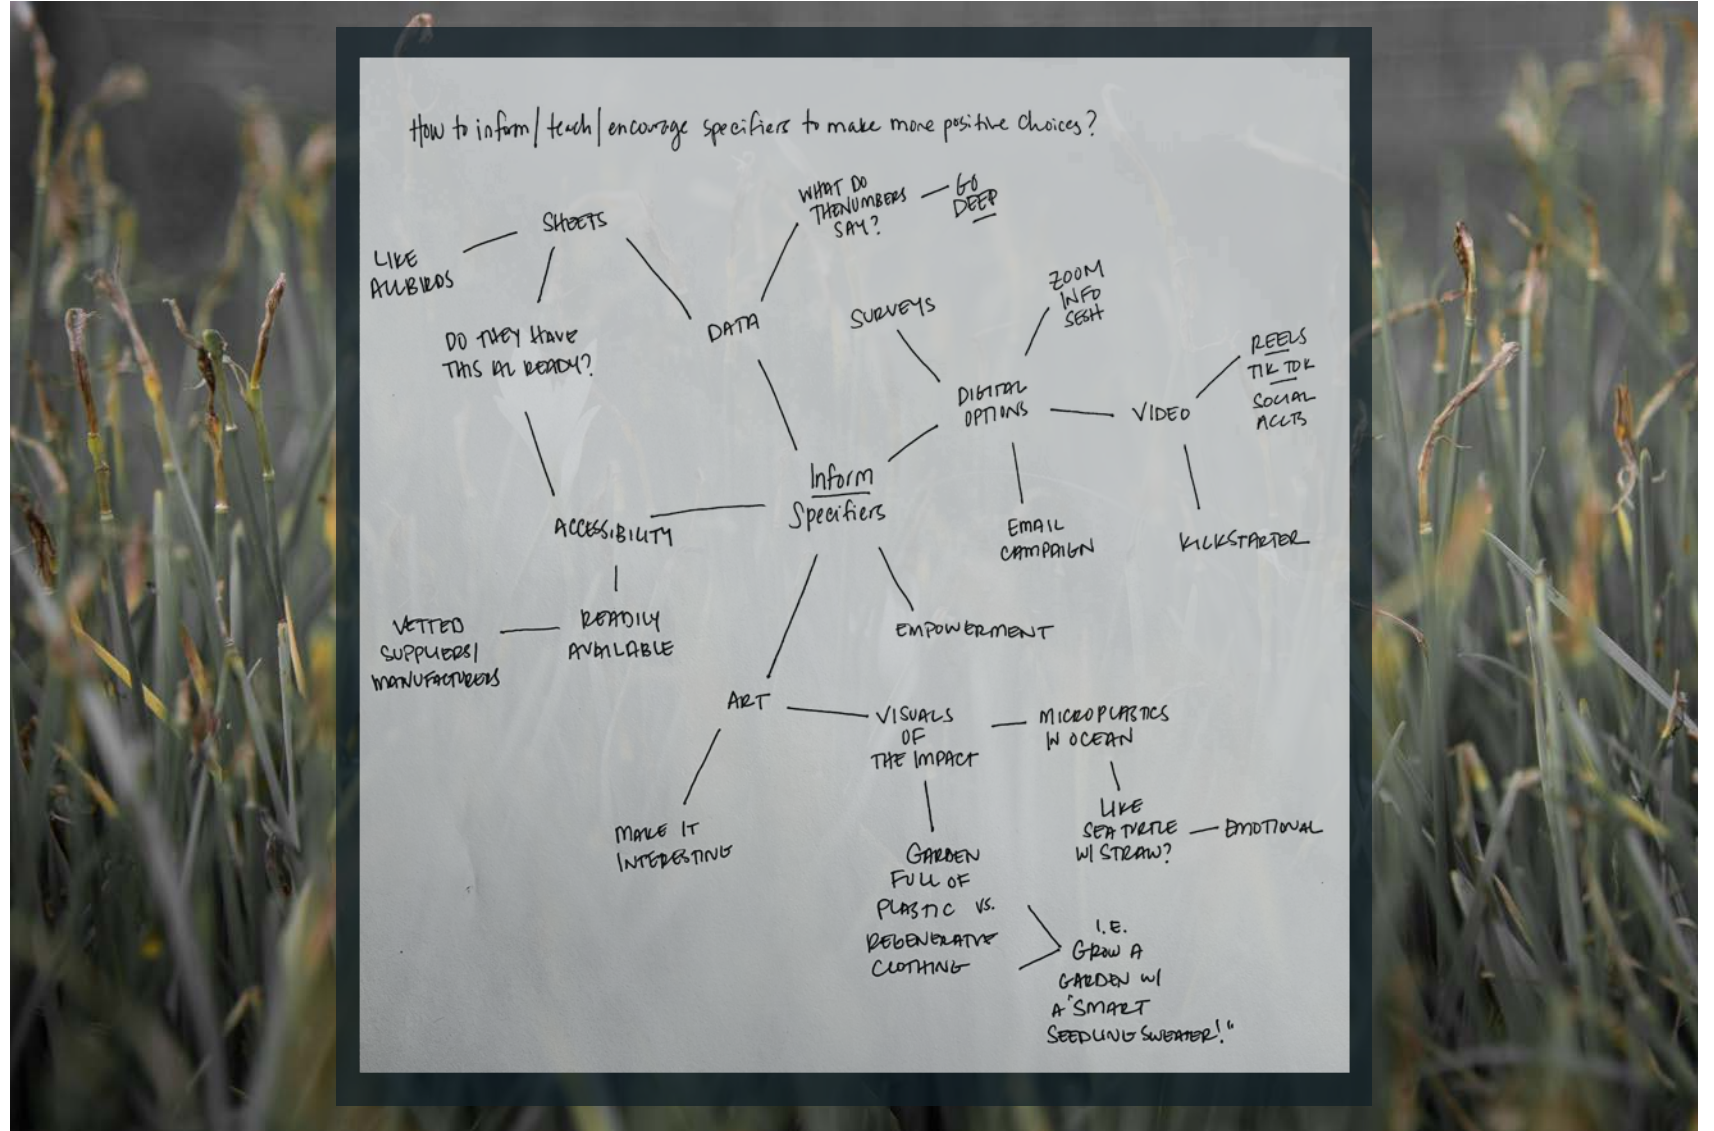 How to inform/teach/encourage specifiers to make more positive choices?
WHAT DO
THE NUMBERS
SAY?
GO
DEEP
SHEETS
LIKE
ALLBIRDS
DO THEY HAVE
THIS ALREADY?
DATA
SURVEYS
ZOOM
INFO
SESH
DIGITAL
OPTIONS
VIDEO
REELS
TIK TOK
SOCIAL
ACCTS
KICKSTARTER
EMAIL
CAMPAIGN
Inform
Specifiers
ACCESSIBILITY
READILY
AVAILABLE
VETTED
SUPPLIERS/
MANUFACTURERS
EMPOWERMENT
ART
MAKE IT
INTERESTING
VISUALS
OF
THE IMPACT
MICROPLASTICS
IN OCEAN
LIKE
SEA TURTLE
W/ STRAW?
EMOTIONAL
GARDEN
FULL OF
PLASTIC VS.
REGENERATIVE
CLOTHING
I.E.
GROW A
GARDEN W/
A "SMART
SEEDLING SWEATER!"